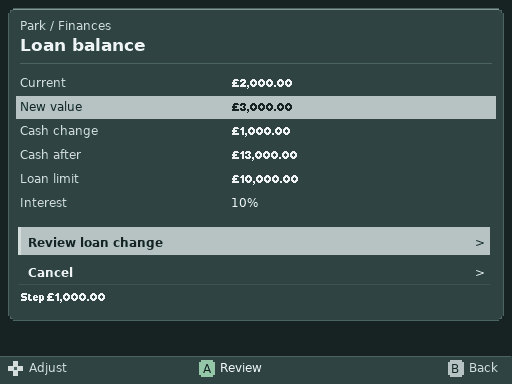 Park / Finances
Loan balance
Current £2,000.00
New value £3,000.00
Cash change £1,000.00
Cash after £13,000.00
Loan limit £10,000.00
Interest 10%
Review loan change >
Cancel >
Step £1,000.00
Adjust A Review B Back